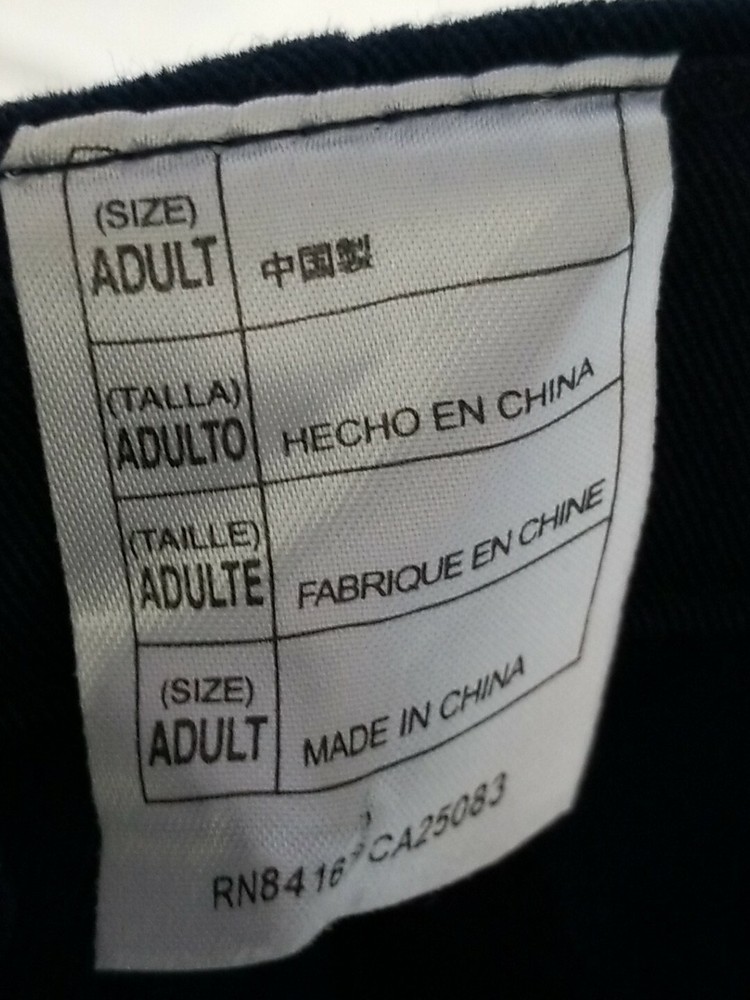 (SIZE)
ADULT
中国製
(TALLA)
ADULTO
HECHO EN CHINA
(TAILLE)
ADULTE
FABRIQUE EN CHINE
(SIZE)
ADULT
MADE IN CHINA
CA25083